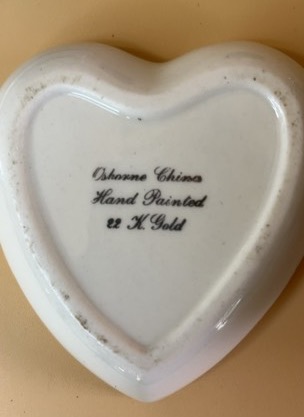 Osborne China
Hand Painted
22 K. Gold